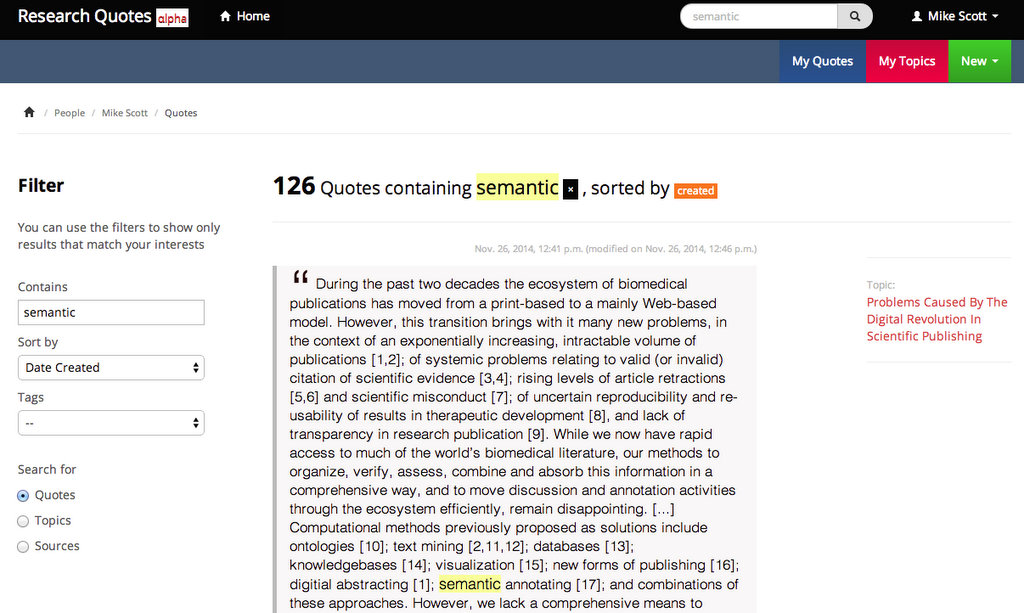 Research Quotes alpha Home semantic Mike Scott
My Quotes My Topics New
/ People / Mike Scott / Quotes
Filter
You can use the filters to show only
results that match your interests
Contains
semantic
Sort by
Date Created
Tags
--
Search for
Quotes
Topics
Sources
126 Quotes containing semantic × , sorted by created
Nov. 26, 2014, 12:41 p.m. (modified on Nov. 26, 2014, 12:46 p.m.)
“ During the past two decades the ecosystem of biomedical
publications has moved from a print-based to a mainly Web-based
model. However, this transition brings with it many new problems, in
the context of an exponentially increasing, intractable volume of
publications [1,2]; of systemic problems relating to valid (or invalid)
citation of scientific evidence [3,4]; rising levels of article retractions
[5,6] and scientific misconduct [7]; of uncertain reproducibility and re-
usability of results in therapeutic development [8], and lack of
transparency in research publication [9]. While we now have rapid
access to much of the world's biomedical literature, our methods to
organize, verify, assess, combine and absorb this information in a
comprehensive way, and to move discussion and annotation activities
through the ecosystem efficiently, remain disappointing. [...]
Computational methods previously proposed as solutions include
ontologies [10]; text mining [2,11,12]; databases [13];
knowledgebases [14]; visualization [15]; new forms of publishing [16];
digitial abstracting [1]; semantic annotating [17]; and combinations of
these approaches. However, we lack a comprehensive means to
Topic:
Problems Caused By The
Digital Revolution In
Scientific Publishing